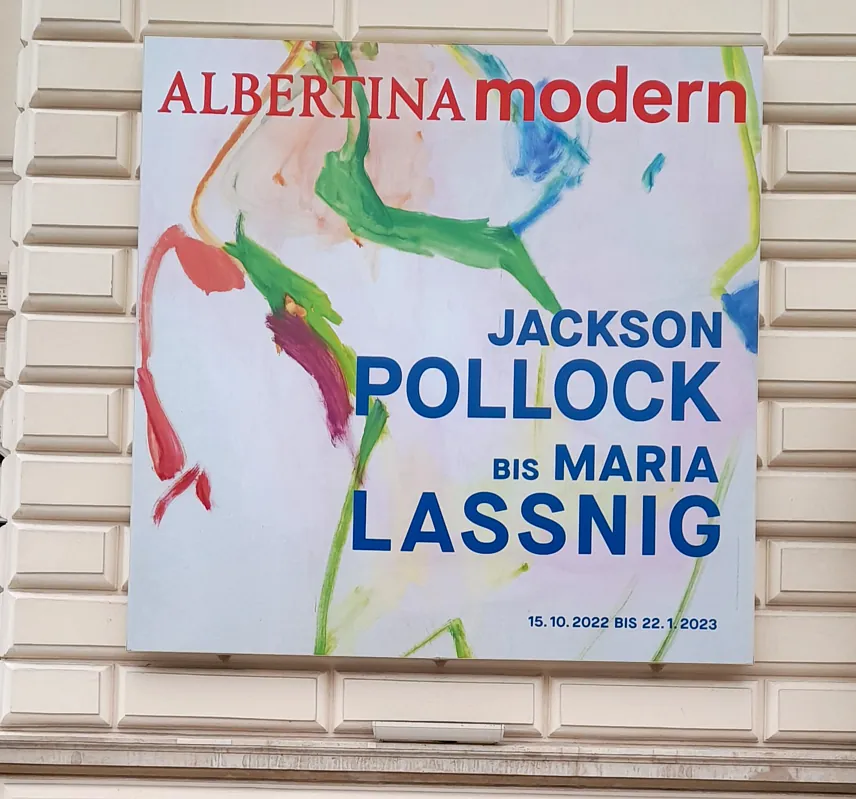 ALBERTINA modern
JACKSON
POLLOCK
BIS MARIA
LASSNIG
15.10.2022 BIS 22.1.2023